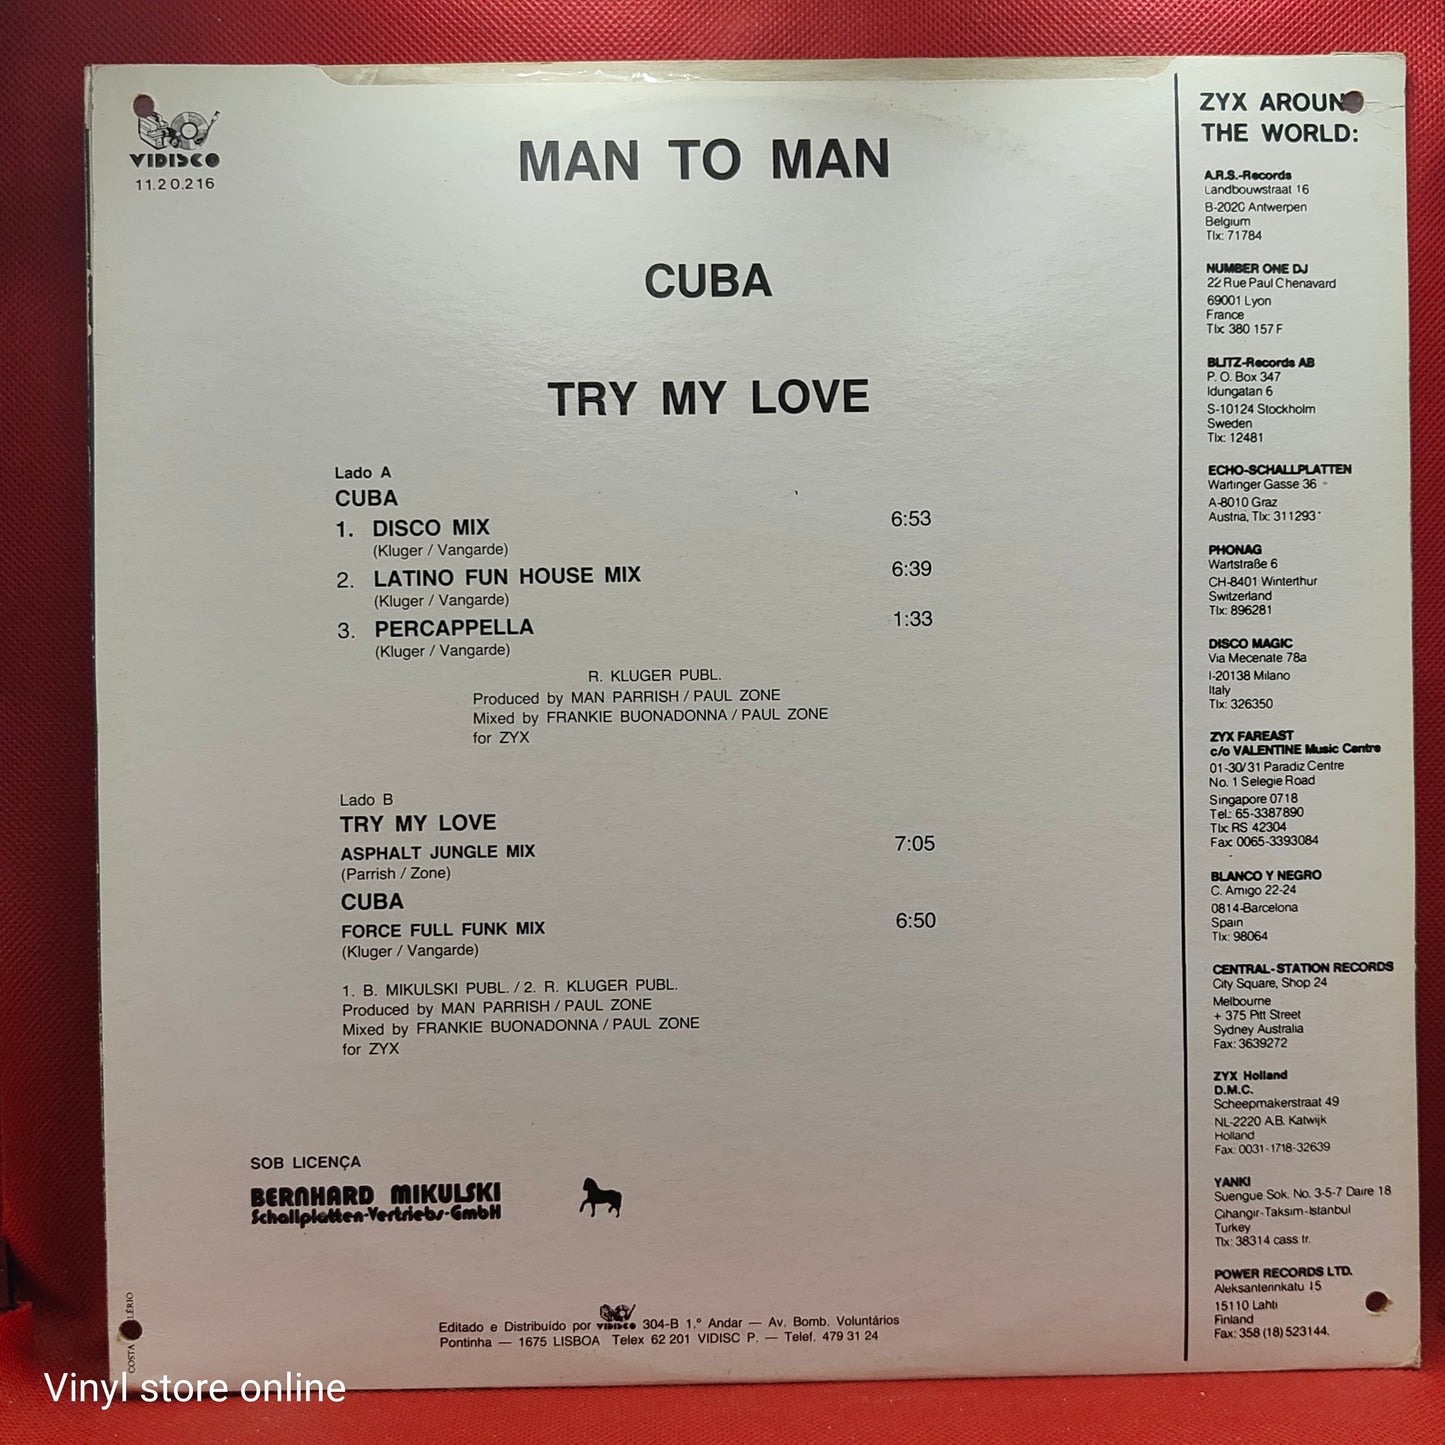 VIDISCO
11.20.216
MAN TO MAN
CUBA
TRY MY LOVE
Lado A
CUBA
1. DISCO MIX 6:53
(Kluger / Vangarde)
2. LATINO FUN HOUSE MIX 6:39
(Kluger / Vangarde)
3. PERCAPPELLA 1:33
(Kluger / Vangarde)
R. KLUGER PUBL.
Produced by MAN PARRISH / PAUL ZONE
Mixed by FRANKIE BUONADONNA / PAUL ZONE
for ZYX
Lado B
TRY MY LOVE
ASPHALT JUNGLE MIX 7:05
(Parrish / Zone)
CUBA
FORCE FULL FUNK MIX 6:50
(Kluger / Vangarde)
1. B. MIKULSKI PUBL. / 2. R. KLUGER PUBL.
Produced by MAN PARRISH / PAUL ZONE
Mixed by FRANKIE BUONADONNA / PAUL ZONE
for ZYX
SOB LICENÇA
BERNHARD MIKULSKI
Schallplatten-Vertriebs-GmbH
Editado e Distribuído por VIDISCO 304-B 1.º Andar — Av. Bomb. Voluntários
Pontinha — 1675 LISBOA Telex 62 201 VIDISC P. — Telef. 479 31 24
COSTA LÉRIO
ZYX AROUN
THE WORLD:
A.R.S.-Records
Landbouwstraat 16
B-2020 Antwerpen
Belgium
Tlx: 71784
NUMBER ONE DJ
22 Rue Paul Chenavard
69001 Lyon
France
Tlx: 380 157 F
BLITZ-Records AB
P. O. Box 347
Idungatan 6
S-10124 Stockholm
Sweden
Tlx: 12481
ECHO-SCHALLPLATTEN
Wartinger Gasse 36
A-8010 Graz
Austria, Tlx: 311293
PHONAG
Wartstraße 6
CH-8401 Winterthur
Switzerland
Tlx: 896281
DISCO MAGIC
Via Mecenate 78a
I-20138 Milano
Italy
Tlx: 326350
ZYX FAREAST
c/o VALENTINE Music Centre
01-30/31 Paradiz Centre
No. 1 Selegie Road
Singapore 0718
Tel.: 65-3387890
Tlx: RS 42304
Fax: 0065-3393084
BLANCO Y NEGRO
C. Amigo 22-24
0814-Barcelona
Spain
Tlx: 98064
CENTRAL-STATION RECORDS
City Square, Shop 24
Melbourne
+ 375 Pitt Street
Sydney Australia
Fax: 3639272
ZYX Holland
D.M.C.
Scheepmakerstraat 49
NL-2220 A.B. Katwijk
Holland
Fax: 0031-1718-32639
YANKI
Suengue Sok. No. 3-5-7 Daire 18
Cihangir-Taksim-Istanbul
Turkey
Tlx: 38314 cass tr.
POWER RECORDS LTD.
Aleksanterinkatu 15
15110 Lahti
Finland
Fax: 358 (18) 523144.
Vinyl store online